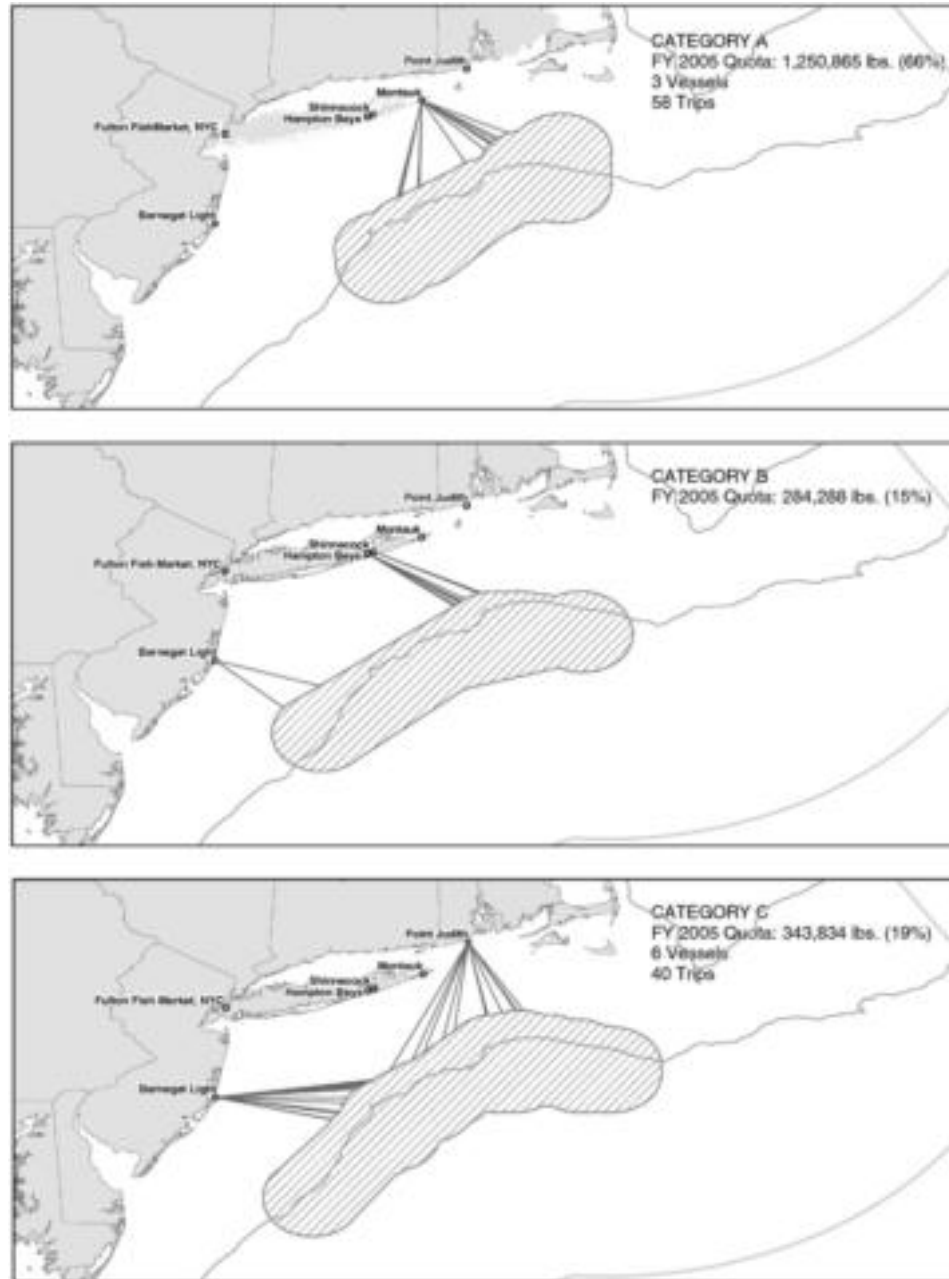 CATEGORY A
FY 2005 Quota: 1,250,865 lbs. (66%)
3 Vessels
58 Trips
Point Judith
Montauk
Shinnecock
Hampton Bays
Fulton FishMarket, NYC
Barnegat Light
CATEGORY B
FY 2005 Quota: 284,288 lbs. (15%)
Point Judith
Montauk
Shinnecock
Hampton Bays
Fulton Fish Market, NYC
Barnegat Light
CATEGORY C
FY 2005 Quota: 343,834 lbs. (19%)
6 Vessels
40 Trips
Point Judith
Montauk
Shinnecock
Hampton Bays
Fulton Fish Market, NYC
Barnegat Light